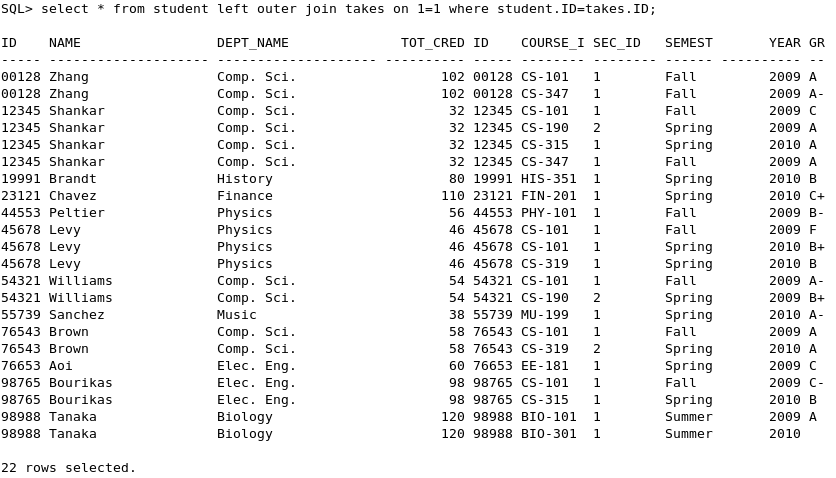 SQL> select * from student left outer join takes on 1=1 where student.ID=takes.ID;
ID    NAME                 DEPT_NAME              TOT_CRED ID    COURSE_I SEC_ID   SEMEST       YEAR GR
----- -------------------- -------------------- ---------- ----- -------- -------- ------ ---------- --
00128 Zhang                Comp. Sci.                  102 00128 CS-101   1        Fall         2009 A
00128 Zhang                Comp. Sci.                  102 00128 CS-347   1        Fall         2009 A-
12345 Shankar              Comp. Sci.                   32 12345 CS-101   1        Fall         2009 C
12345 Shankar              Comp. Sci.                   32 12345 CS-190   2        Spring       2009 A
12345 Shankar              Comp. Sci.                   32 12345 CS-315   1        Spring       2010 A
12345 Shankar              Comp. Sci.                   32 12345 CS-347   1        Fall         2009 A
19991 Brandt               History                      80 19991 HIS-351  1        Spring       2010 B
23121 Chavez               Finance                     110 23121 FIN-201  1        Spring       2010 C+
44553 Peltier              Physics                      56 44553 PHY-101  1        Fall         2009 B-
45678 Levy                 Physics                      46 45678 CS-101   1        Fall         2009 F
45678 Levy                 Physics                      46 45678 CS-101   1        Spring       2010 B+
45678 Levy                 Physics                      46 45678 CS-319   1        Spring       2010 B
54321 Williams             Comp. Sci.                   54 54321 CS-101   1        Fall         2009 A-
54321 Williams             Comp. Sci.                   54 54321 CS-190   2        Spring       2009 B+
55739 Sanchez              Music                        38 55739 MU-199   1        Spring       2010 A-
76543 Brown                Comp. Sci.                   58 76543 CS-101   1        Fall         2009 A
76543 Brown                Comp. Sci.                   58 76543 CS-319   2        Spring       2010 A
76653 Aoi                  Elec. Eng.                   60 76653 EE-181   1        Spring       2009 C
98765 Bourikas             Elec. Eng.                   98 98765 CS-101   1        Fall         2009 C-
98765 Bourikas             Elec. Eng.                   98 98765 CS-315   1        Spring       2010 B
98988 Tanaka               Biology                     120 98988 BIO-101  1        Summer       2009 A
98988 Tanaka               Biology                     120 98988 BIO-301  1        Summer       2010
22 rows selected.